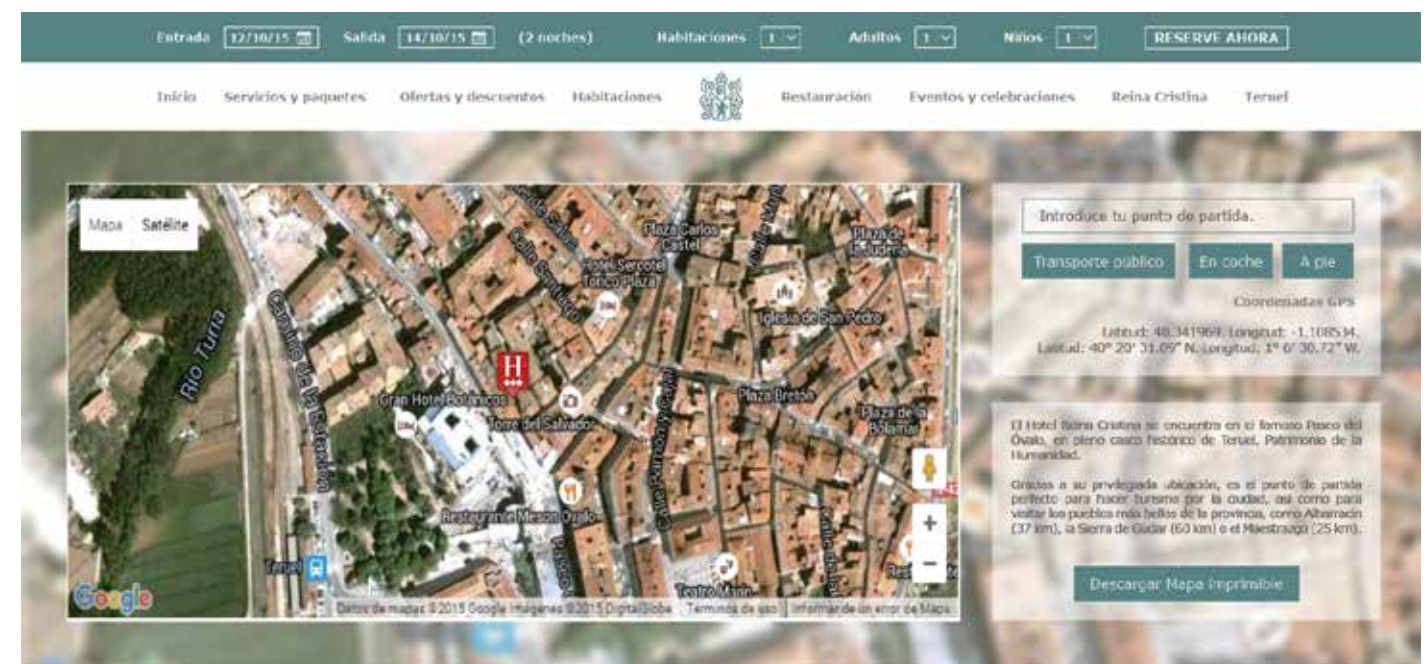 Entrada 12/10/15 Salida 14/10/15 (2 noches) Habitaciones 1 Adultos 1 Niños 1 RESERVE AHORA
Inicio Servicios y paquetes Ofertas y descuentos Habitaciones Restauración Eventos y celebraciones Reina Cristina Teruel
Mapa Satélite
Plaza Carlos Castel
Plaza de la Judería
Hotel Sercotel
Torico Plaza
Calle Santiago
Iglesia de San Pedro
Río Turia
Camino de la Estación
H
Gran Hotel Botánicos
Torre del Salvador
Plaza Bretón
Plaza de la
Bolamar
Calle Ramón y Cajal
Restaurante Meson Ovalo
Teruel
Teatro Marín
Google
Datos de mapas ©2015 Google Imágenes ©2015 DigitalGlobe Términos de uso Informar de un error de Maps
Introduce tu punto de partida.
Transporte público En coche A pie
Coordenadas GPS
Latitud: 40.341969. Longitud: -1.108534.
Latitud: 40° 20' 31.09" N. Longitud. 1° 6' 30.72" W.
El Hotel Reina Cristina se encuentra en el famoso Paseo del
Óvalo, en pleno casco histórico de Teruel, Patrimonio de la
Humanidad.
Gracias a su privilegiada ubicación, es el punto de partida
perfecto para hacer turismo por la ciudad, así como para
visitar los pueblos más bellos de la provincia, como Albarracín
(37 km), la Sierra de Gúdar (60 km) o el Maestrazgo (25 km).
Descargar Mapa imprimible